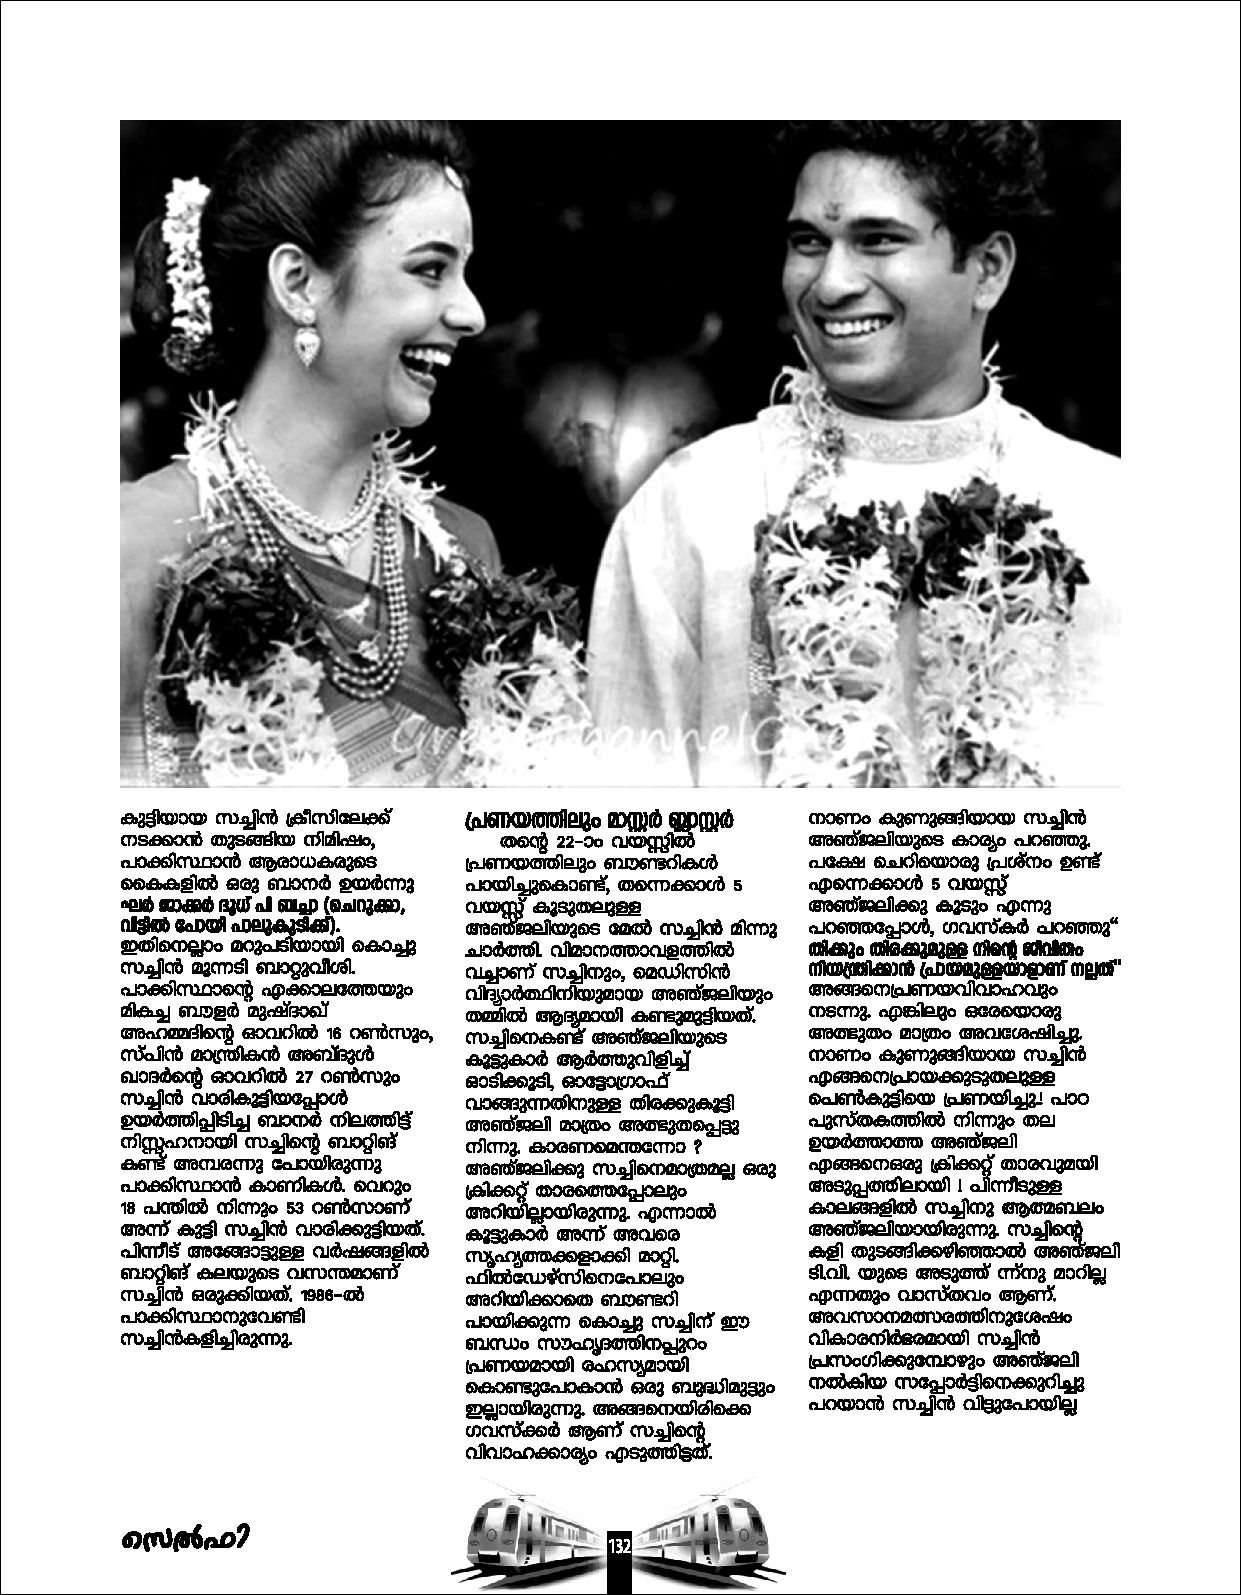 കുട്ടിയായ സച്ചിൻ ക്രീസിലേക്ക്
നടക്കാൻ തുടങ്ങിയ നിമിഷം,
പാക്കിസ്ഥാൻ ആരാധകരുടെ
കൈകളിൽ ഒരു ബാനർ ഉയർന്നു
ഘർ ജാക്കർ ദൂധ് പി ബച്ചാ (ചെറുക്കാ,
വീട്ടിൽ പോയി പാലുകുടിക്ക്).
ഇതിനെല്ലാം മറുപടിയായി കൊച്ചു
സച്ചിൻ മൂന്നടി ബാറ്റുവീശി.
പാക്കിസ്ഥാന്റെ എക്കാലത്തേയും
മികച്ച ബൗളർ മുഷ്ദാഖ്
അഹമ്മദിന്റെ ഓവറിൽ 16 റൺസും,
സ്പിൻ മാന്ത്രികൻ അബ്ദുൾ
ഖാദർന്റെ ഓവറിൽ 27 റൺസും
സച്ചിൻ വാരികൂട്ടിയപ്പോൾ
ഉയർത്തിപ്പിടിച്ച ബാനർ നിലത്തിട്ട്
നിസ്സഹനായി സച്ചിന്റെ ബാറ്റിങ്
കണ്ട് അമ്പരന്നു പോയിരുന്നു
പാക്കിസ്ഥാൻ കാണികൾ. വെറും
18 പന്തിൽ നിന്നും 53 റൺസാണ്
അന്ന് കുട്ടി സച്ചിൻ വാരിക്കുട്ടിയത്.
പിന്നീട് അങ്ങോട്ടുള്ള വർഷങ്ങളിൽ
ബാറ്റിങ് കലയുടെ വസന്തമാണ്
സച്ചിൻ ഒരുക്കിയത്. 1986-ൽ
പാക്കിസ്ഥാനുവേണ്ടി
സച്ചിൻകളിച്ചിരുന്നു.
പ്രണയത്തിലും മാസ്റ്റർ ബ്ലാസ്റ്റർ
തന്റെ 22-ാം വയസ്സിൽ
പ്രണയത്തിലും ബൗണ്ടറികൾ
പായിച്ചുകൊണ്ട്, തന്നെക്കാൾ 5
വയസ്സ് കൂടുതലുള്ള
അഞ്ജലിയുടെ മേൽ സച്ചിൻ മിന്നു
ചാർത്തി. വിമാനത്താവളത്തിൽ
വച്ചാണ് സച്ചിനും, മെഡിസിൻ
വിദ്യാർത്ഥിനിയുമായ അഞ്ജലിയും
തമ്മിൽ ആദ്യമായി കണ്ടുമുട്ടിയത്.
സച്ചിനെകണ്ട് അഞ്ജലിയുടെ
കൂട്ടുകാർ ആർത്തുവിളിച്ച്
ഓടിക്കൂടി, ഓട്ടോഗ്രാഫ്
വാങ്ങുന്നതിനുള്ള തിരക്കുകൂട്ടി
അഞ്ജലി മാത്രം അത്ഭുതപ്പെട്ടു
നിന്നു. കാരണമെന്തന്നോ ?
അഞ്ജലിക്കു സച്ചിനെമാത്രമല്ല ഒരു
ക്രിക്കറ്റ് താരത്തെപ്പോലും
അറിയില്ലായിരുന്നു. എന്നാൽ
കൂട്ടുകാർ അന്ന് അവരെ
സുഹൃത്തക്കളാക്കി മാറ്റി.
ഫിൽഡേഴ്സിനെപോലും
അറിയിക്കാതെ ബൗണ്ടറി
പായിക്കുന്ന കൊച്ചു സച്ചിന് ഈ
ബന്ധം സൗഹൃദത്തിനപ്പുറം
പ്രണയമായി രഹസ്യമായി
കൊണ്ടുപോകാൻ ഒരു ബുദ്ധിമുട്ടും
ഇല്ലായിരുന്നു. അങ്ങനെയിരിക്കെ
ഗവസ്ക്കർ ആണ് സച്ചിന്റെ
വിവാഹക്കാര്യം എടുത്തിട്ടത്.
നാണം കുണുങ്ങിയായ സച്ചിൻ
അഞ്ജലിയുടെ കാര്യം പറഞ്ഞു.
പക്ഷേ ചെറിയൊരു പ്രശ്നം ഉണ്ട്
എന്നെക്കാൾ 5 വയസ്സ്
അഞ്ജലിക്കു കൂടും എന്നു
പറഞ്ഞപ്പോൾ, ഗവസ്കർ പറഞ്ഞു“
തിക്കും തിരക്കുമുള്ള നിന്റെ ജീവിതം
നിയന്ത്രിക്കാൻ പ്രായമുള്ളയാളാണ് നല്ലത്"
അങ്ങനെപ്രണയവിവാഹവും
നടന്നു. എങ്കിലും ഒരേയൊരു
അത്ഭുതം മാത്രം അവശേഷിച്ചു.
നാണം കുണുങ്ങിയായ സച്ചിൻ
എങ്ങനെപ്രായക്കൂടുതലുള്ള
പെൺകുട്ടിയെ പ്രണയിച്ചു.! പാഠ
പുസ്തകത്തിൽ നിന്നും തല
ഉയർത്താത്ത അഞ്ജലി
എങ്ങനെഒരു ക്രിക്കറ്റ് താരവുമയി
അടുപ്പത്തിലായി ! പിന്നീടുള്ള
കാലങ്ങളിൽ സച്ചിനു ആത്മബലം
അഞ്ജലിയായിരുന്നു. സച്ചിന്റെ
കളി തുടങ്ങിക്കഴിഞ്ഞാൽ അഞ്ജലി
ടി.വി. യുടെ അടുത്ത് ന്ന്നു മാറില്ല
എന്നതും വാസ്തവം ആണ്.
അവസാനമത്സരത്തിനുശേഷം
വികാരനിർഭരമായി സച്ചിൻ
പ്രസംഗിക്കുമ്പോഴും അഞ്ജലി
നൽകിയ സപ്പോർട്ടിനെക്കുറിച്ചു
പറയാൻ സച്ചിൻ വിട്ടുപോയില്ല
സെൽഫി
132